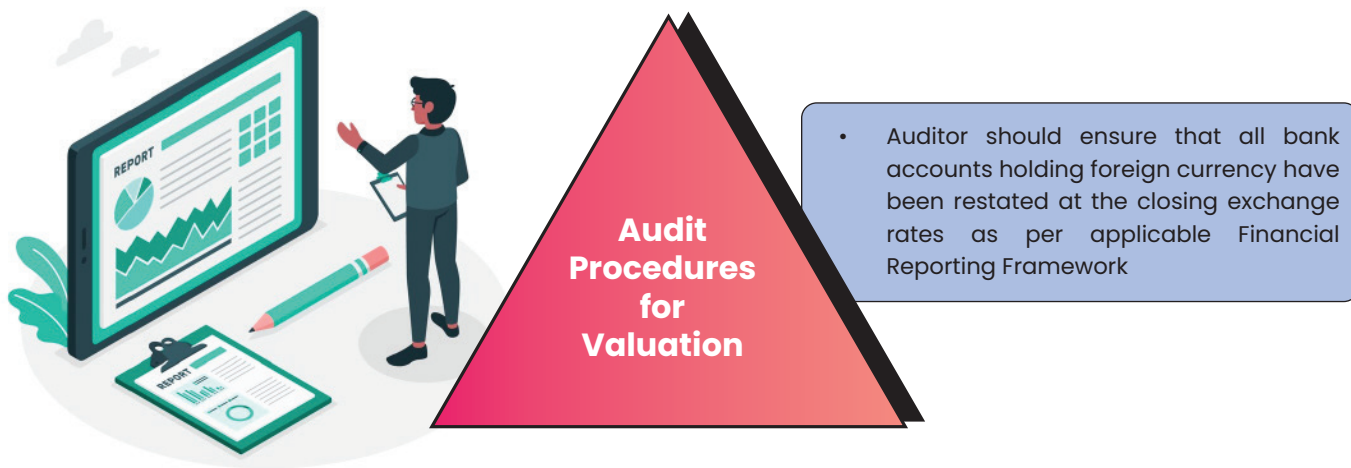 REPORT
REPORT
Audit
Procedures
for
Valuation
• Auditor should ensure that all bank
accounts holding foreign currency have
been restated at the closing exchange
rates as per applicable Financial
Reporting Framework